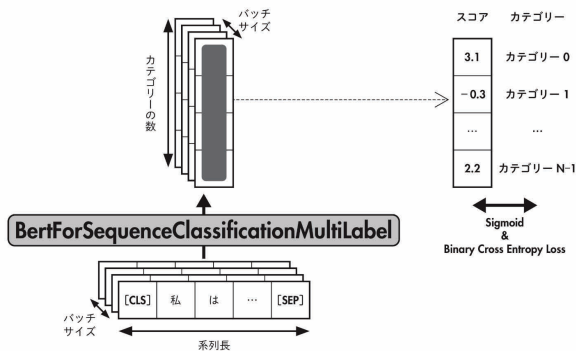 バッチ
サイズ
カテゴリーの数
スコア
カテゴリー
3.1
カテゴリー 0
−0.3
カテゴリー 1
…
…
2.2
カテゴリー N-1
Sigmoid
&
Binary Cross Entropy Loss
BertForSequenceClassificationMultiLabel
[CLS]
私
は
…
[SEP]
バッチ
サイズ
系列長